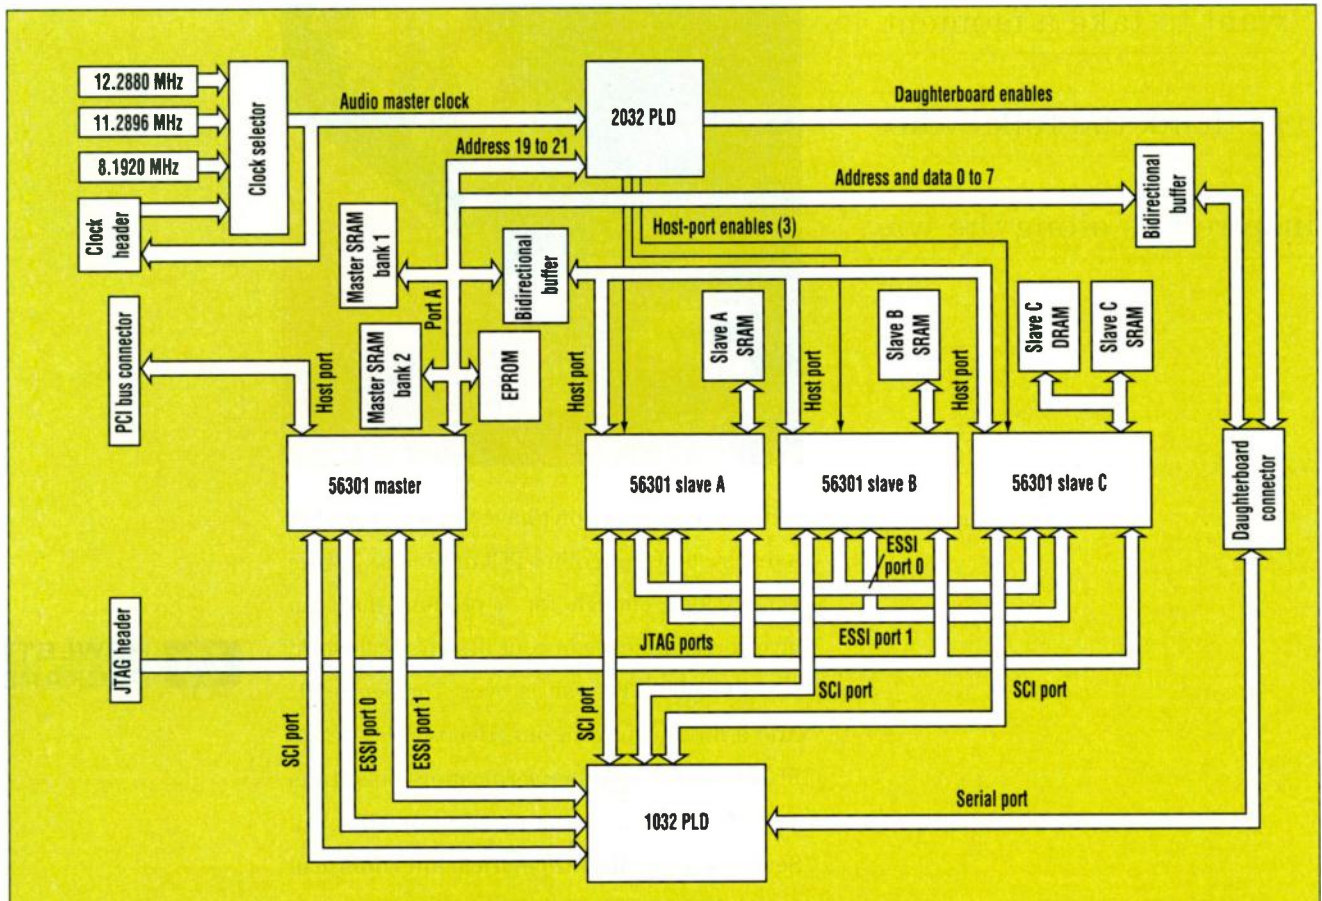 12.2880 MHz
11.2896 MHz
8.1920 MHz
Clock
header
Clock selector
Audio master clock
Address 19 to 21
2032 PLD
Daughterboard enables
Address and data 0 to 7
Bidirectional
buffer
Host-port enables (3)
Master SRAM
bank 1
Port A
Bidirectional
buffer
PCI bus connector
Host port
Master SRAM
bank 2
EPROM
Host port
Slave A
SRAM
Host port
Slave B
SRAM
Host port
Slave C
DRAM
Slave C
SRAM
56301 master
56301 slave A
56301 slave B
56301 slave C
Daughterboard
connector
ESSI
port 0
JTAG header
JTAG ports
ESSI port 1
SCI port
ESSI port 0
ESSI port 1
SCI port
SCI port
SCI port
1032 PLD
Serial port